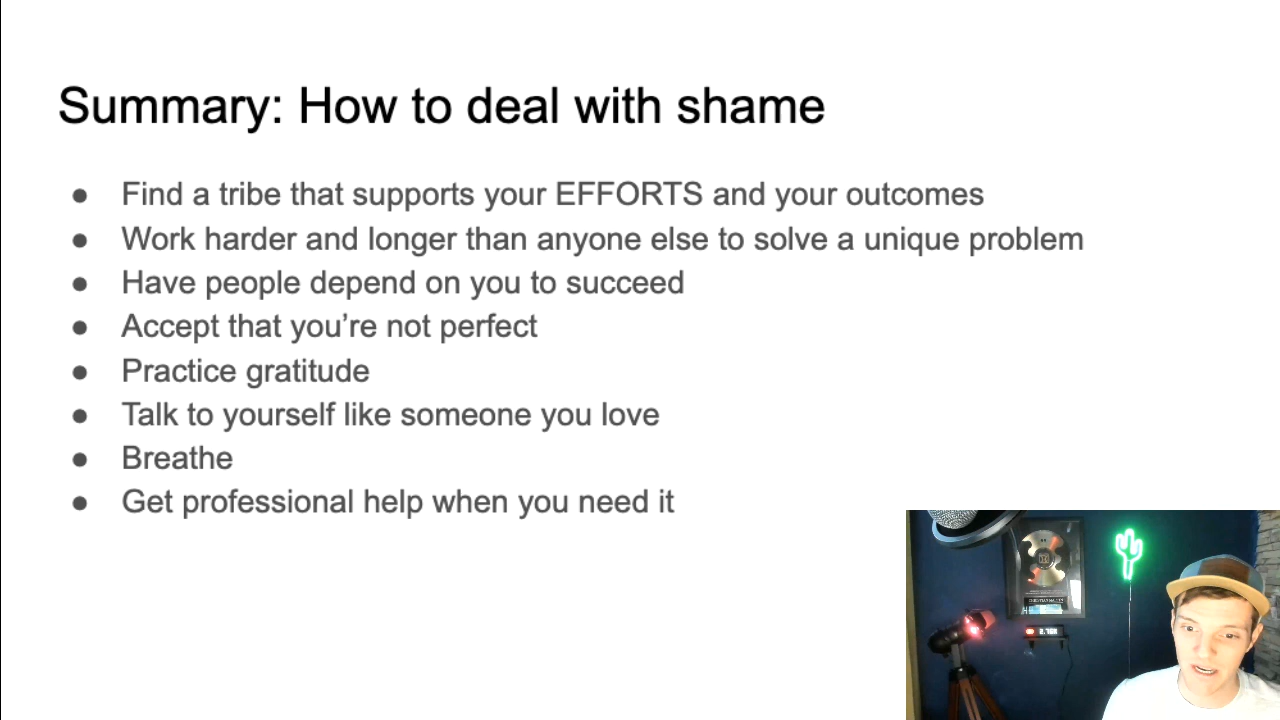 Summary: How to deal with shame
● Find a tribe that supports your EFFORTS and your outcomes
● Work harder and longer than anyone else to solve a unique problem
● Have people depend on you to succeed
● Accept that you’re not perfect
● Practice gratitude
● Talk to yourself like someone you love
● Breathe
● Get professional help when you need it